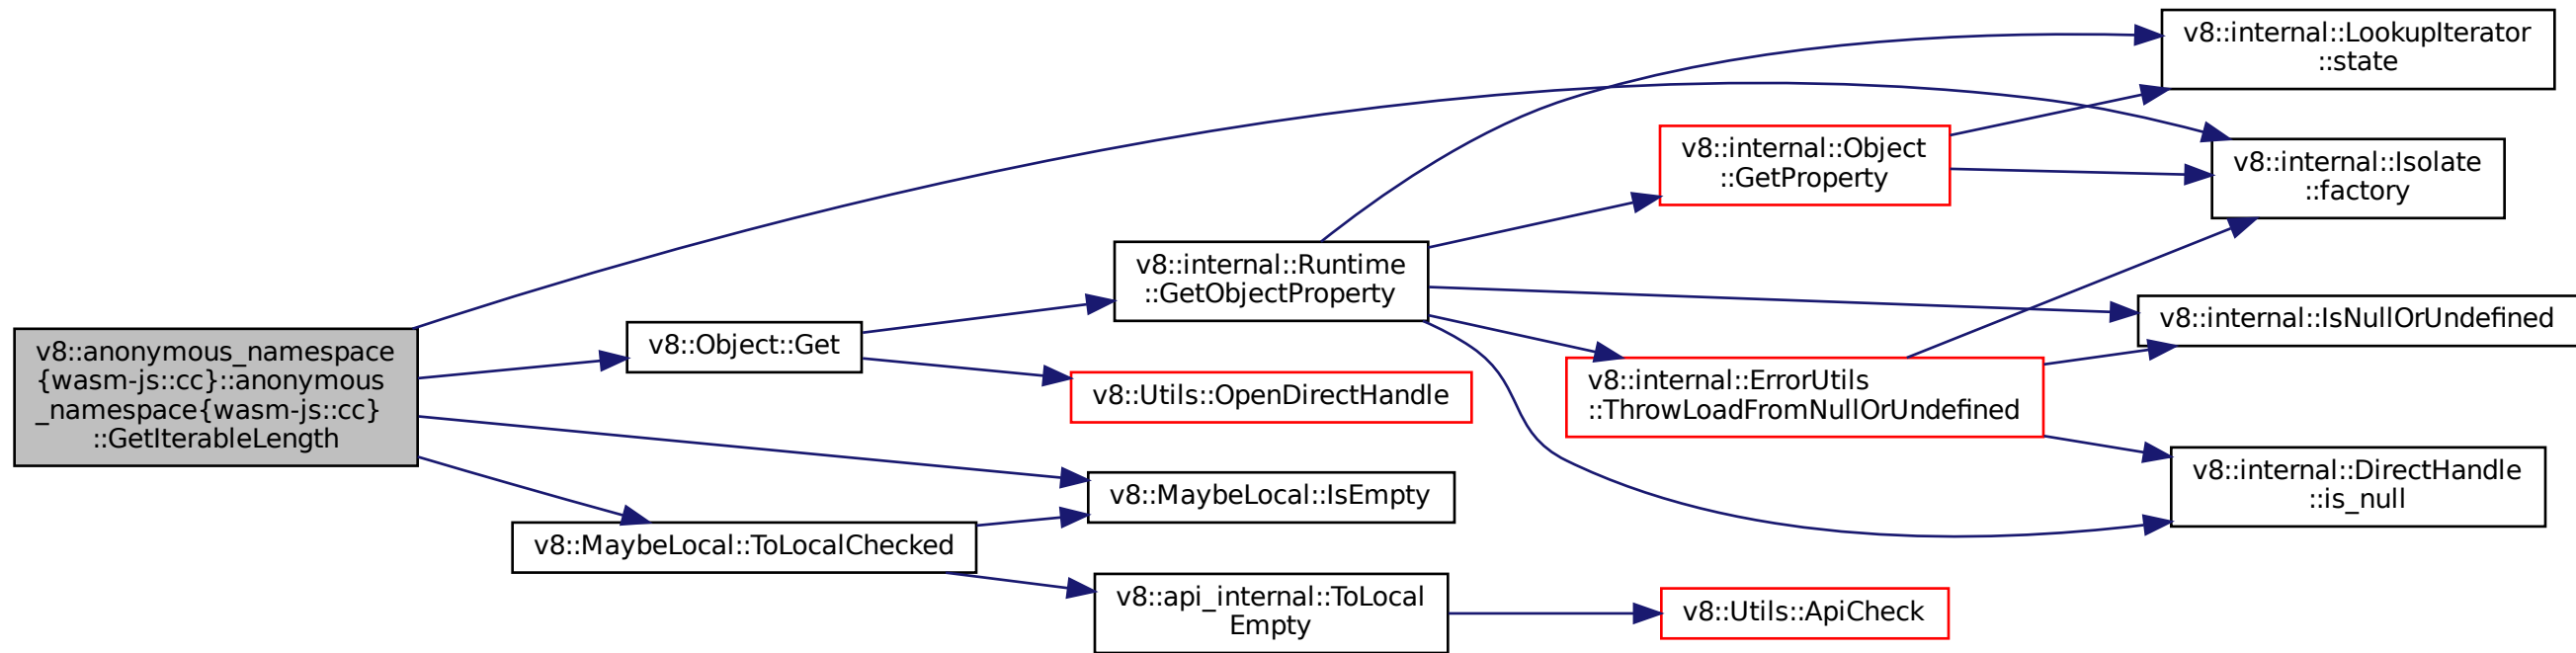 v8::internal::LookupIterator
::state
v8::internal::Object
::GetProperty
v8::internal::Isolate
::factory
v8::internal::Runtime
::GetObjectProperty
v8::internal::IsNullOrUndefined
v8::anonymous_namespace
{wasm-js::cc}::anonymous
_namespace{wasm-js::cc}
::GetIterableLength
v8::Object::Get
v8::Utils::OpenDirectHandle
v8::internal::ErrorUtils
::ThrowLoadFromNullOrUndefined
v8::internal::DirectHandle
::is_null
v8::MaybeLocal::IsEmpty
v8::MaybeLocal::ToLocalChecked
v8::api_internal::ToLocal
Empty
v8::Utils::ApiCheck